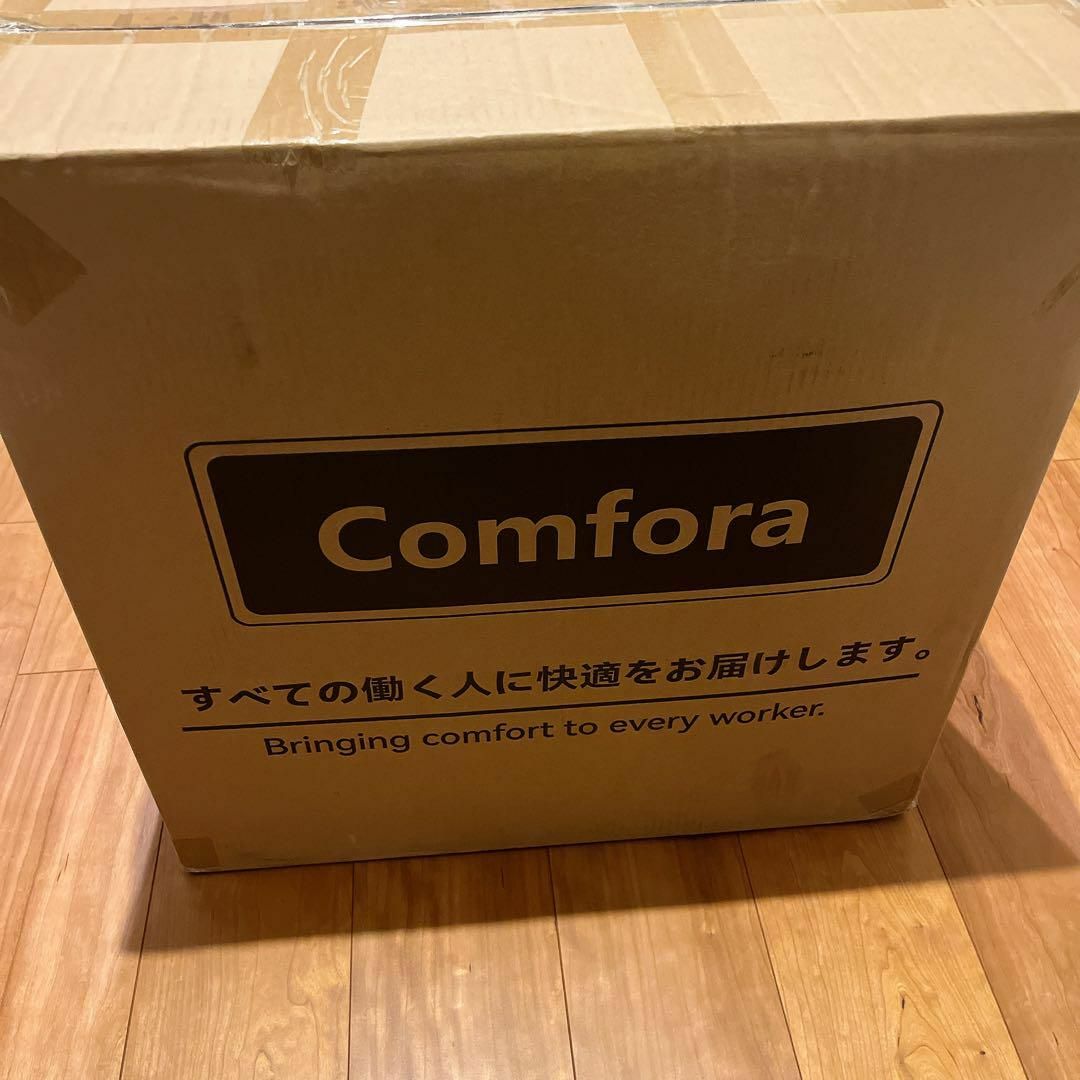 Comfora
すべての働く人に快適をお届けします。
Bringing comfort to every worker.